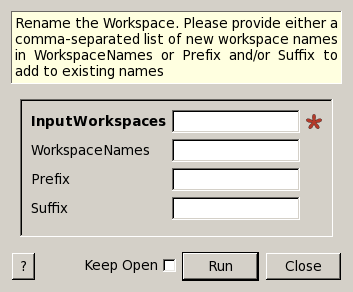 Rename the Workspace. Please provide either a
comma-separated list of new workspace names
in WorkspaceNames or Prefix and/or Suffix to
add to existing names
InputWorkspaces
WorkspaceNames
Prefix
Suffix
? Keep Open Run Close